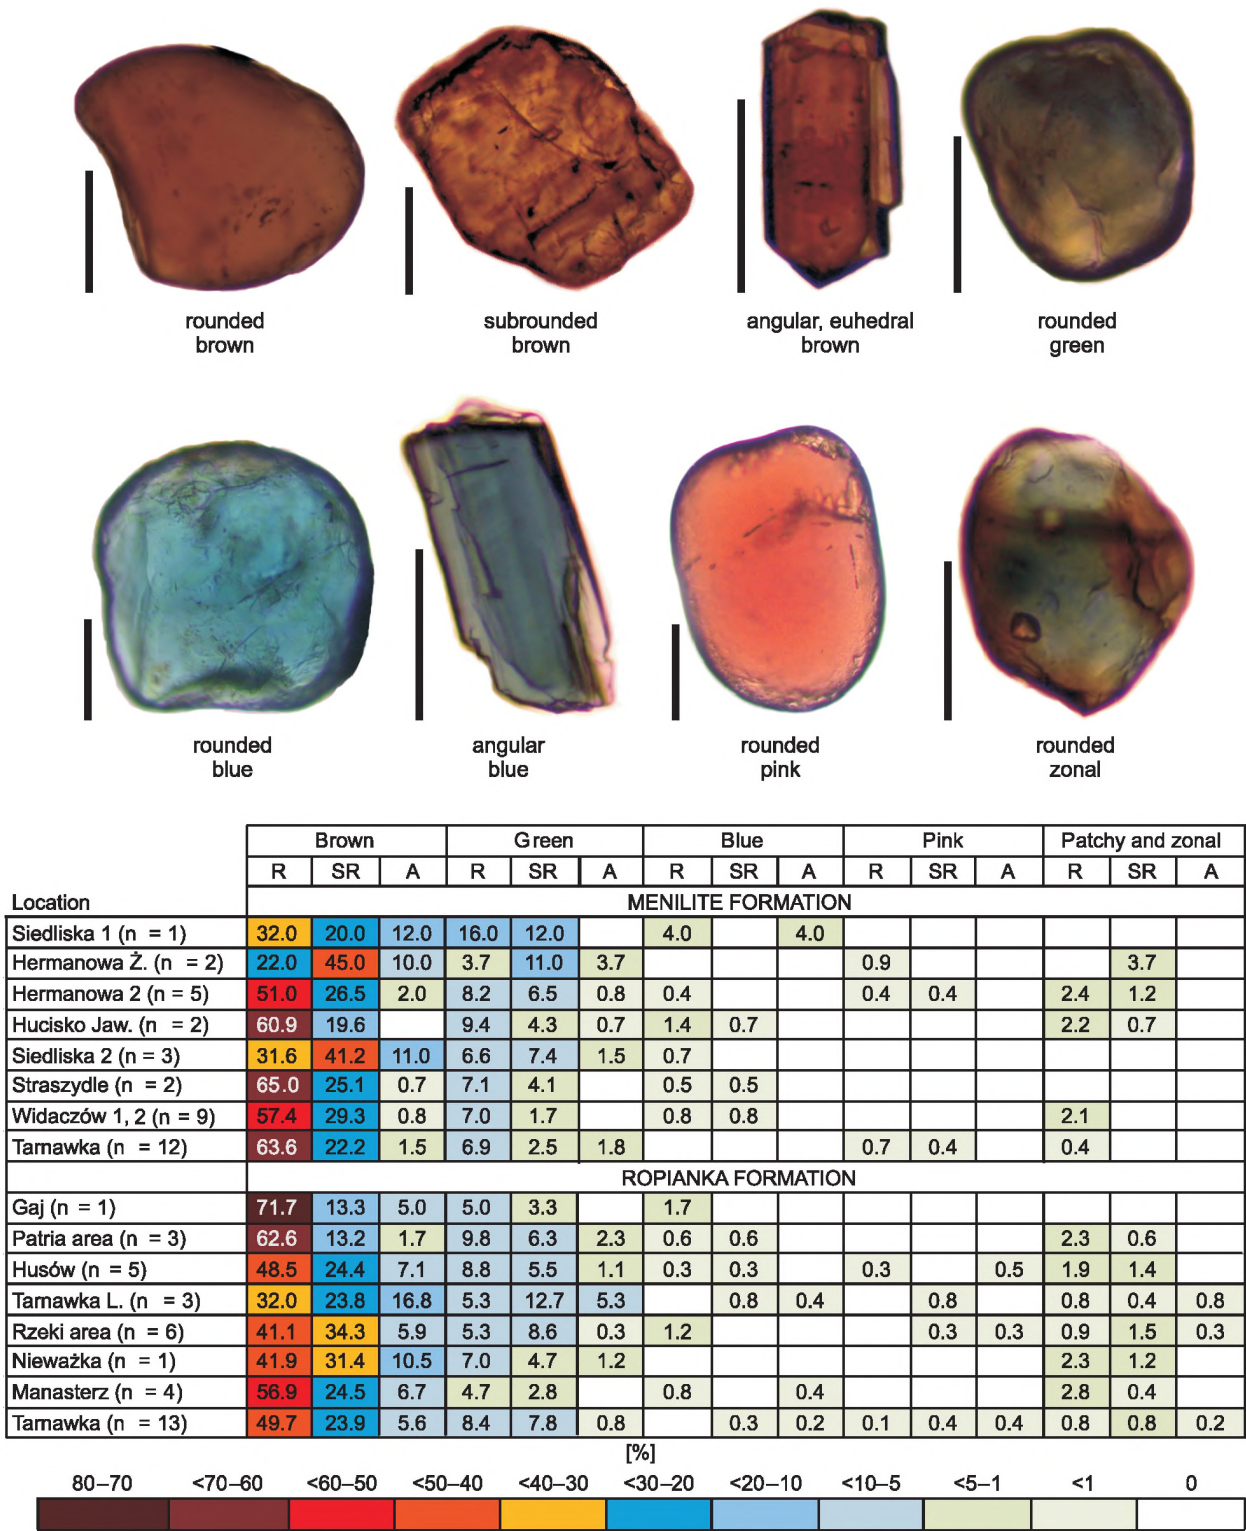 rounded
brown
subrounded
brown
angular, euhedral
brown
rounded
green
rounded
blue
angular
blue
rounded
pink
rounded
zonal
Brown Green Blue Pink Patchy and zonal
R SR A R SR A R SR A R SR A R SR A
Location MENILITE FORMATION
Siedliska 1 (n = 1) 32.0 20.0 12.0 16.0 12.0 4.0 4.0
Hermanowa Ż. (n = 2) 22.0 45.0 10.0 3.7 11.0 3.7 0.9 3.7
Hermanowa 2 (n = 5) 51.0 26.5 2.0 8.2 6.5 0.8 0.4 0.4 0.4 2.4 1.2
Hucisko Jaw. (n = 2) 60.9 19.6 9.4 4.3 0.7 1.4 0.7 2.2 0.7
Siedliska 2 (n = 3) 31.6 41.2 11.0 6.6 7.4 1.5 0.7
Straszydle (n = 2) 65.0 25.1 0.7 7.1 4.1 0.5 0.5
Widaczów 1, 2 (n = 9) 57.4 29.3 0.8 7.0 1.7 0.8 0.8 2.1
Tarnawka (n = 12) 63.6 22.2 1.5 6.9 2.5 1.8 0.7 0.4 0.4
ROPIANKA FORMATION
Gaj (n = 1) 71.7 13.3 5.0 5.0 3.3 1.7
Patria area (n = 3) 62.6 13.2 1.7 9.8 6.3 2.3 0.6 0.6 2.3 0.6
Husów (n = 5) 48.5 24.4 7.1 8.8 5.5 1.1 0.3 0.3 0.3 0.5 1.9 1.4
Tarnawka L. (n = 3) 32.0 23.8 16.8 5.3 12.7 5.3 0.8 0.4 0.8 0.8 0.4 0.8
Rzeki area (n = 6) 41.1 34.3 5.9 5.3 8.6 0.3 1.2 0.3 0.3 0.9 1.5 0.3
Nieważka (n = 1) 41.9 31.4 10.5 7.0 4.7 1.2 2.3 1.2
Manasterz (n = 4) 56.9 24.5 6.7 4.7 2.8 0.8 0.4 2.8 0.4
Tarnawka (n = 13) 49.7 23.9 5.6 8.4 7.8 0.8 0.3 0.2 0.1 0.4 0.4 0.8 0.8 0.2
[%]
80–70 <70–60 <60–50 <50–40 <40–30 <30–20 <20–10 <10–5 <5–1 <1 0